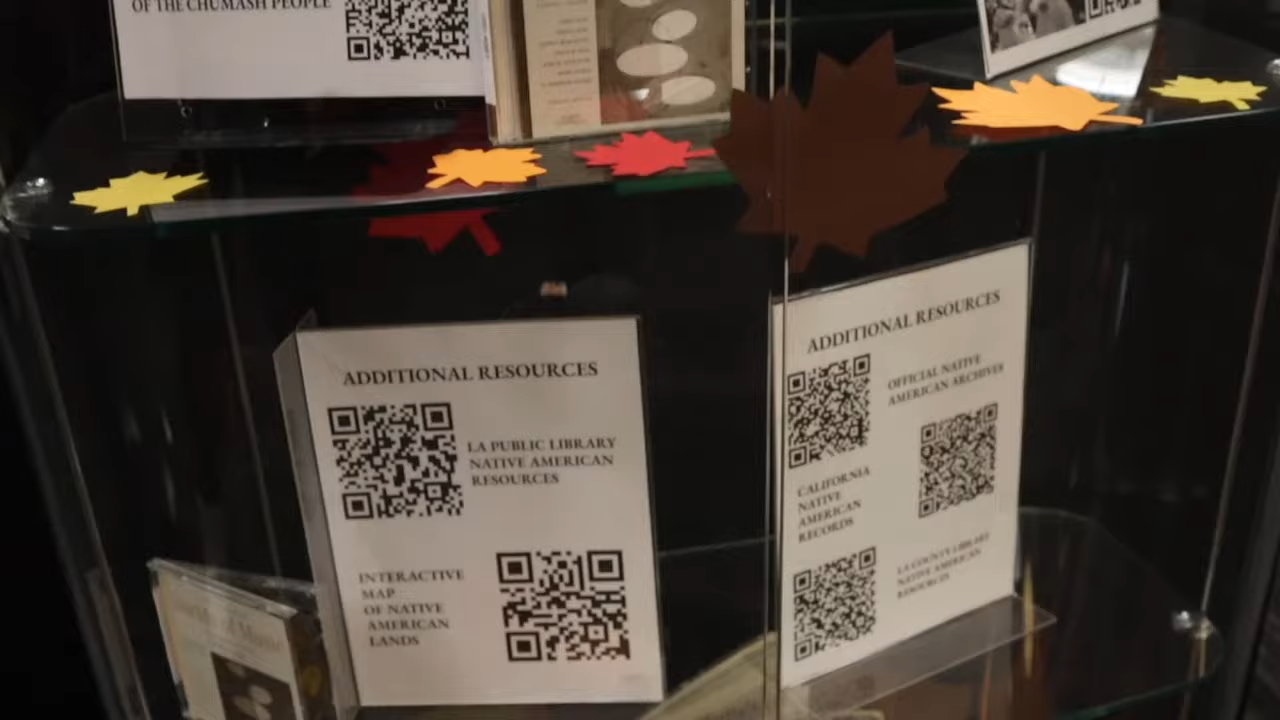 OF THE CHUMASH PEOPLE
ADDITIONAL RESOURCES
LA PUBLIC LIBRARY
NATIVE AMERICAN
RESOURCES
INTERACTIVE
MAP
OF NATIVE
AMERICAN
LANDS
ADDITIONAL RESOURCES
OFFICIAL NATIVE
AMERICAN ARCHIVES
CALIFORNIA
NATIVE
AMERICAN
RECORDS
LA COUNTY LIBRARY
NATIVE AMERICAN
RESOURCES